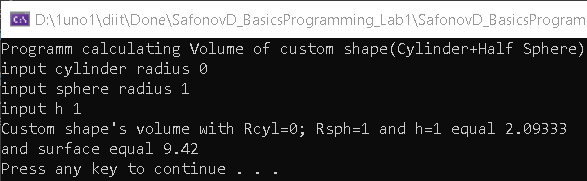 D:\1uno1\diit\Done\SafonovD_BasicsProgramming_Lab1\SafonovD_BasicsProgram
Programm calculating Volume of custom shape(Cylinder+Half Sphere)
input cylinder radius 0
input sphere radius 1
input h 1
Custom shape's volume with Rcyl=0; Rsph=1 and h=1 equal 2.09333
and surface equal 9.42
Press any key to continue . . .